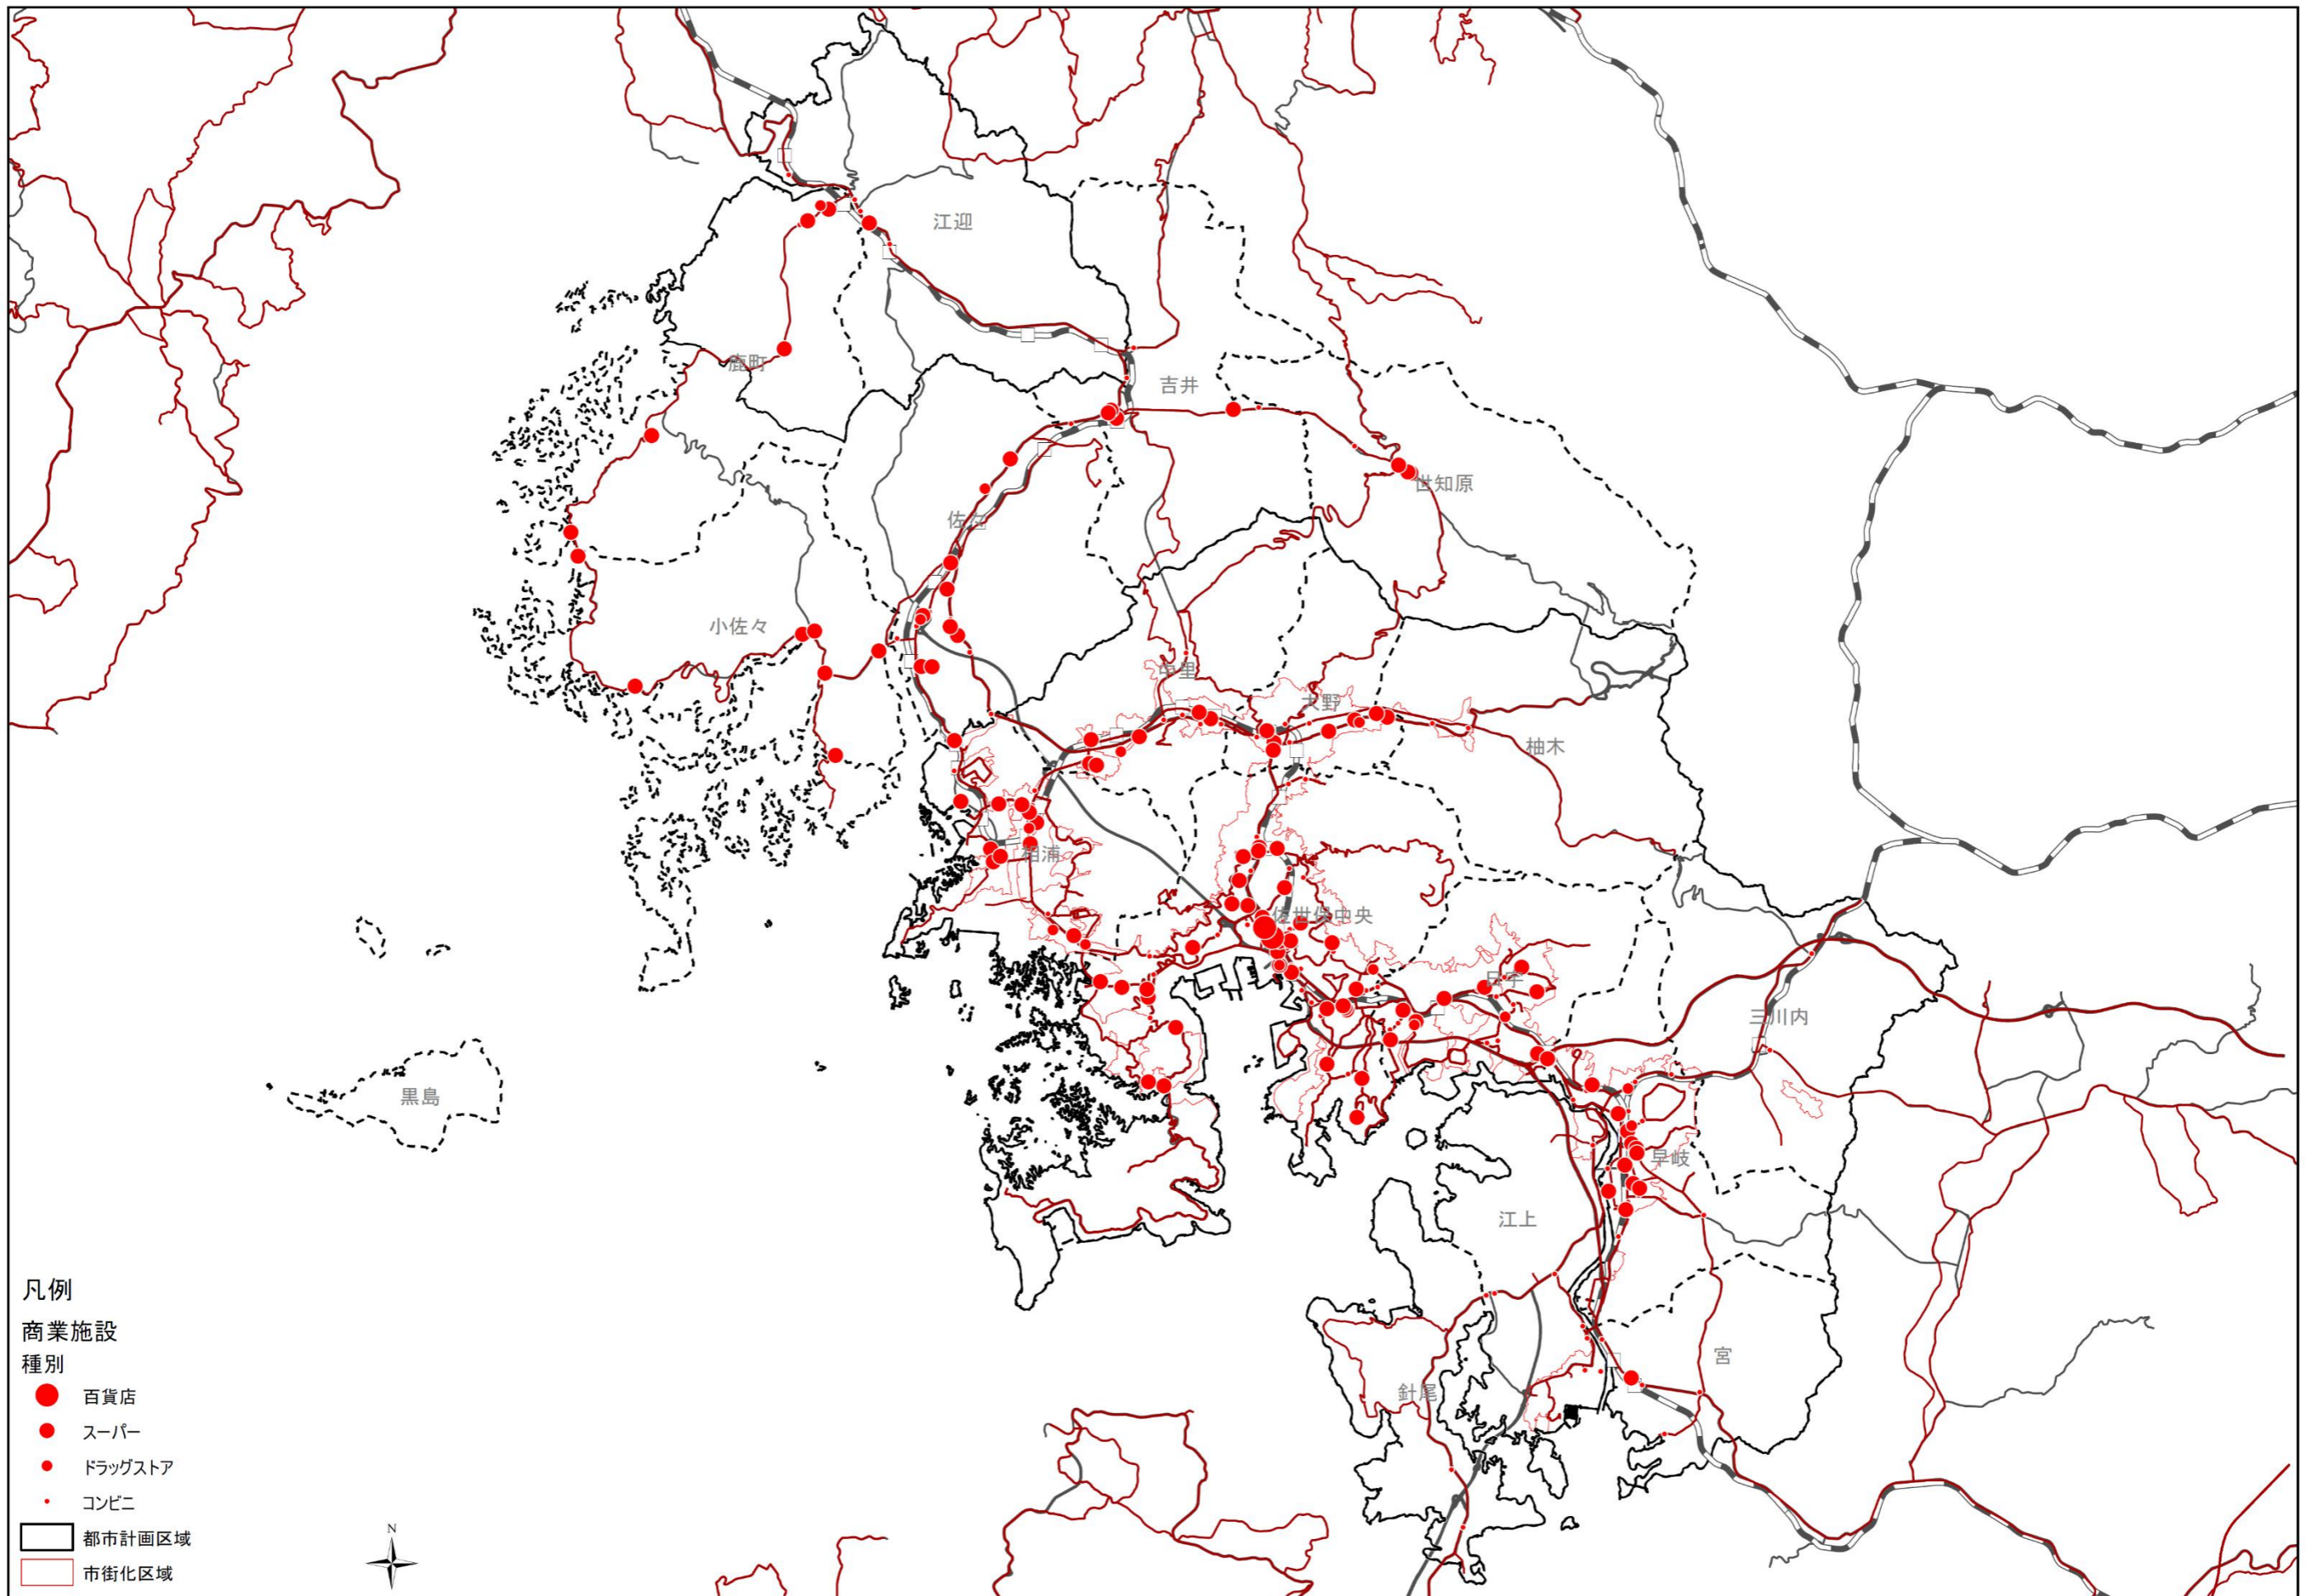 江迎
鹿町
吉井
世知原
佐々
小佐々
中里
大野
柚木
相浦
佐世保中央
日宇
三川内
黒島
早岐
江上
宮
針尾
凡例
商業施設
種別
百貨店
スーパー
ドラッグストア
コンビニ
都市計画区域
市街化区域
N